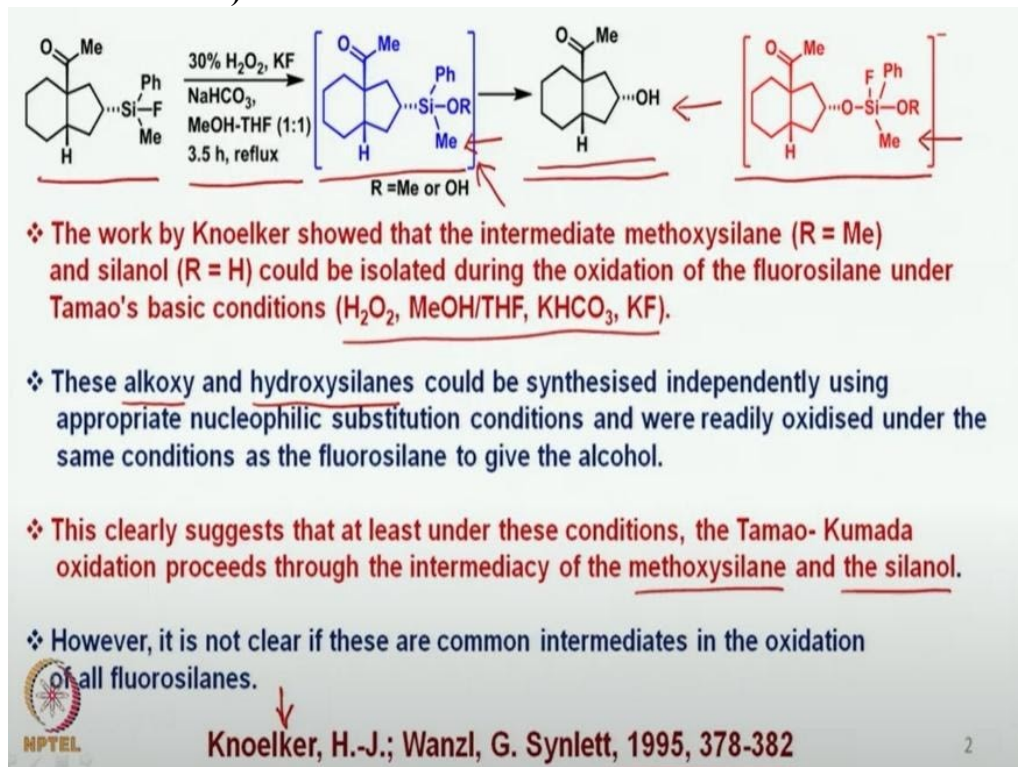 O Me
Ph
Si–F
Me
H
30% H₂O₂, KF
NaHCO₃,
MeOH-THF (1:1)
3.5 h, reflux
O Me
Ph
Si–OR
Me
H
R =Me or OH
O Me
OH
H
O Me
F Ph
O–Si–OR
Me
H
–
❖ The work by Knoelker showed that the intermediate methoxysilane (R = Me)
and silanol (R = H) could be isolated during the oxidation of the fluorosilane under
Tamao's basic conditions (H₂O₂, MeOH/THF, KHCO₃, KF).
❖ These alkoxy and hydroxysilanes could be synthesised independently using
appropriate nucleophilic substitution conditions and were readily oxidised under the
same conditions as the fluorosilane to give the alcohol.
❖ This clearly suggests that at least under these conditions, the Tamao- Kumada
oxidation proceeds through the intermediacy of the methoxysilane and the silanol.
❖ However, it is not clear if these are common intermediates in the oxidation
of all fluorosilanes.
NPTEL
Knoelker, H.-J.; Wanzl, G. Synlett, 1995, 378-382
2